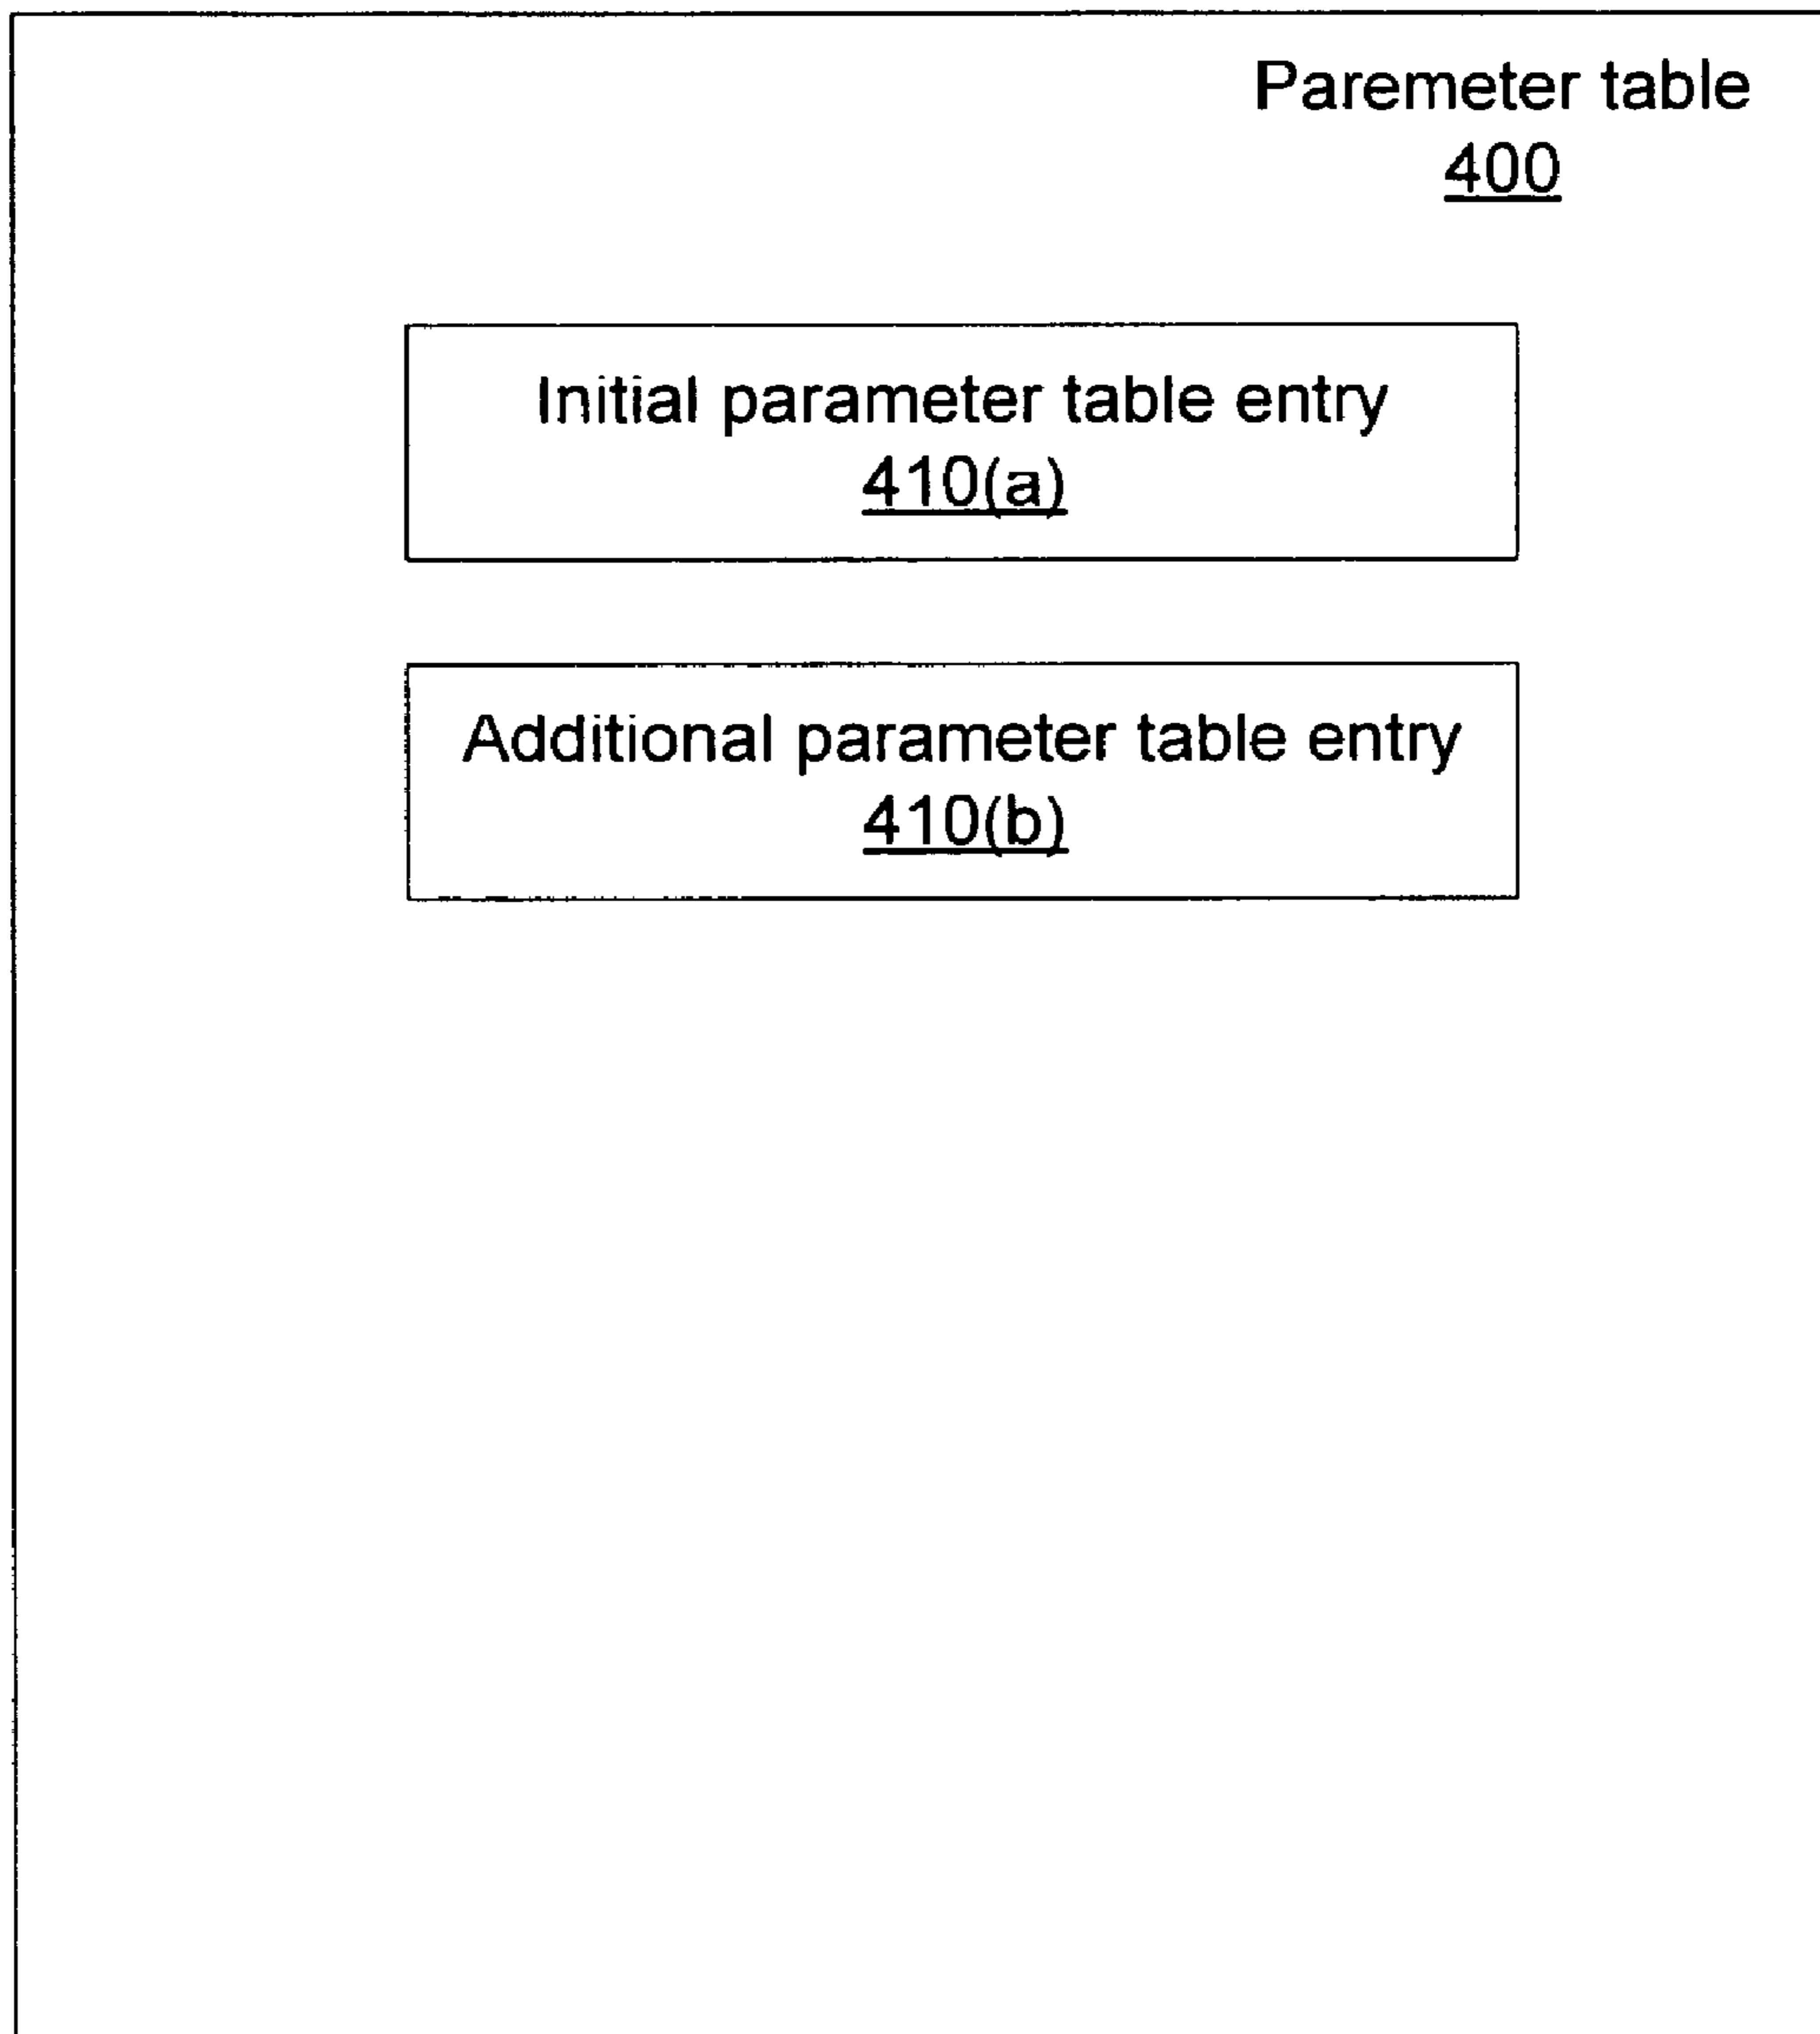 Paremeter table
400
Initial parameter table entry
410(a)
Additional parameter table entry
410(b)